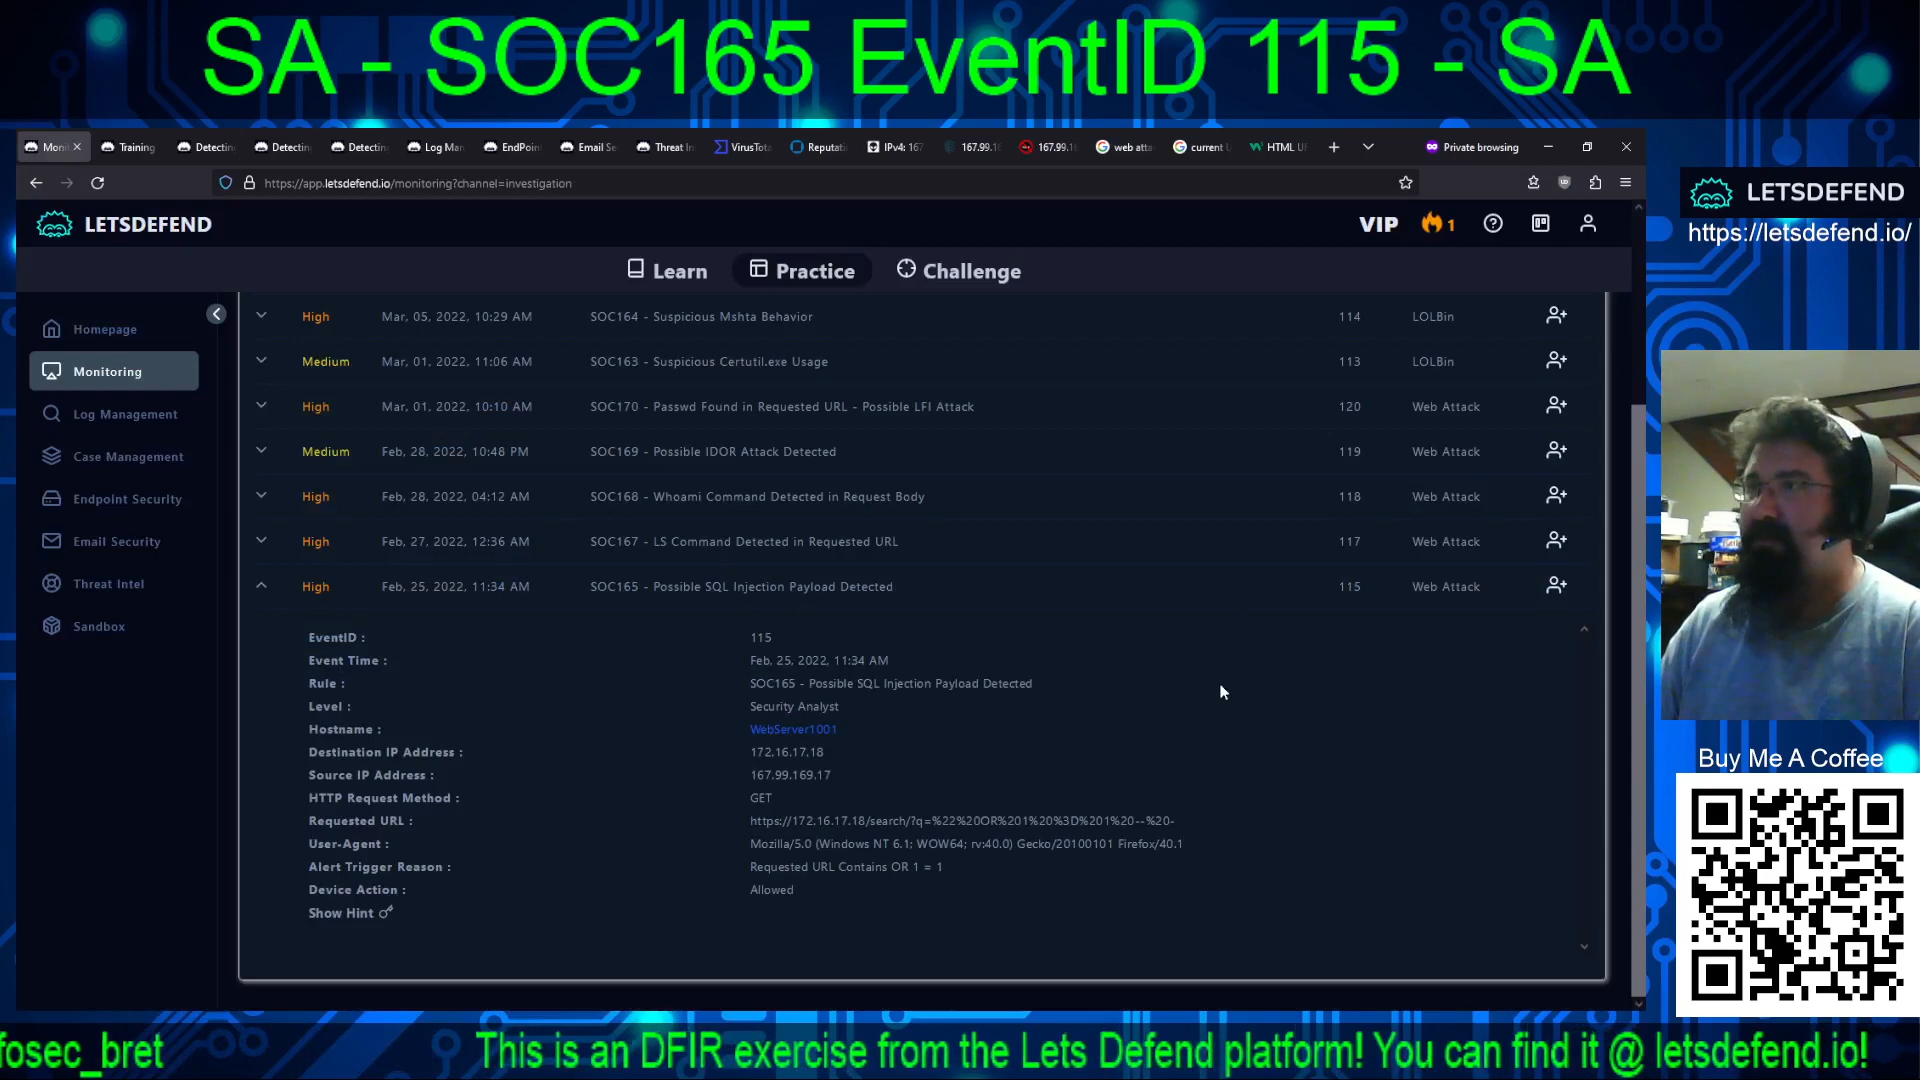 SA - SOC165 EventID 115 - SA
Moni
Training
Detectin
Detectin
Detectin
Log Man
EndPoin
Email Se
Threat In
VirusTota
Reputati
IPv4: 167
167.99.16
167.99.1
web atta
current U
HTML UR
Private browsing
https://app.letsdefend.io/monitoring?channel=investigation
LETSDEFEND
VIP
1
LETSDEFEND
https://letsdefend.io/
Learn
Practice
Challenge
Homepage
Monitoring
Log Management
Case Management
Endpoint Security
Email Security
Threat Intel
Sandbox
High Mar, 05, 2022, 10:29 AM SOC164 - Suspicious Mshta Behavior 114 LOLBin
Medium Mar, 01, 2022, 11:06 AM SOC163 - Suspicious Certutil.exe Usage 113 LOLBin
High Mar, 01, 2022, 10:10 AM SOC170 - Passwd Found in Requested URL - Possible LFI Attack 120 Web Attack
Medium Feb, 28, 2022, 10:48 PM SOC169 - Possible IDOR Attack Detected 119 Web Attack
High Feb, 28, 2022, 04:12 AM SOC168 - Whoami Command Detected in Request Body 118 Web Attack
High Feb, 27, 2022, 12:36 AM SOC167 - LS Command Detected in Requested URL 117 Web Attack
High Feb, 25, 2022, 11:34 AM SOC165 - Possible SQL Injection Payload Detected 115 Web Attack
EventID : 115
Event Time : Feb, 25, 2022, 11:34 AM
Rule : SOC165 - Possible SQL Injection Payload Detected
Level : Security Analyst
Hostname : WebServer1001
Destination IP Address : 172.16.17.18
Source IP Address : 167.99.169.17
HTTP Request Method : GET
Requested URL : https://172.16.17.18/search/?q=%22%20OR%201%20%3D%201%20--%20-
User-Agent : Mozilla/5.0 (Windows NT 6.1; WOW64; rv:40.0) Gecko/20100101 Firefox/40.1
Alert Trigger Reason : Requested URL Contains OR 1 = 1
Device Action : Allowed
Show Hint
Buy Me A Coffee
fosec_bret
This is an DFIR exercise from the Lets Defend platform! You can find it @ letsdefend.io!